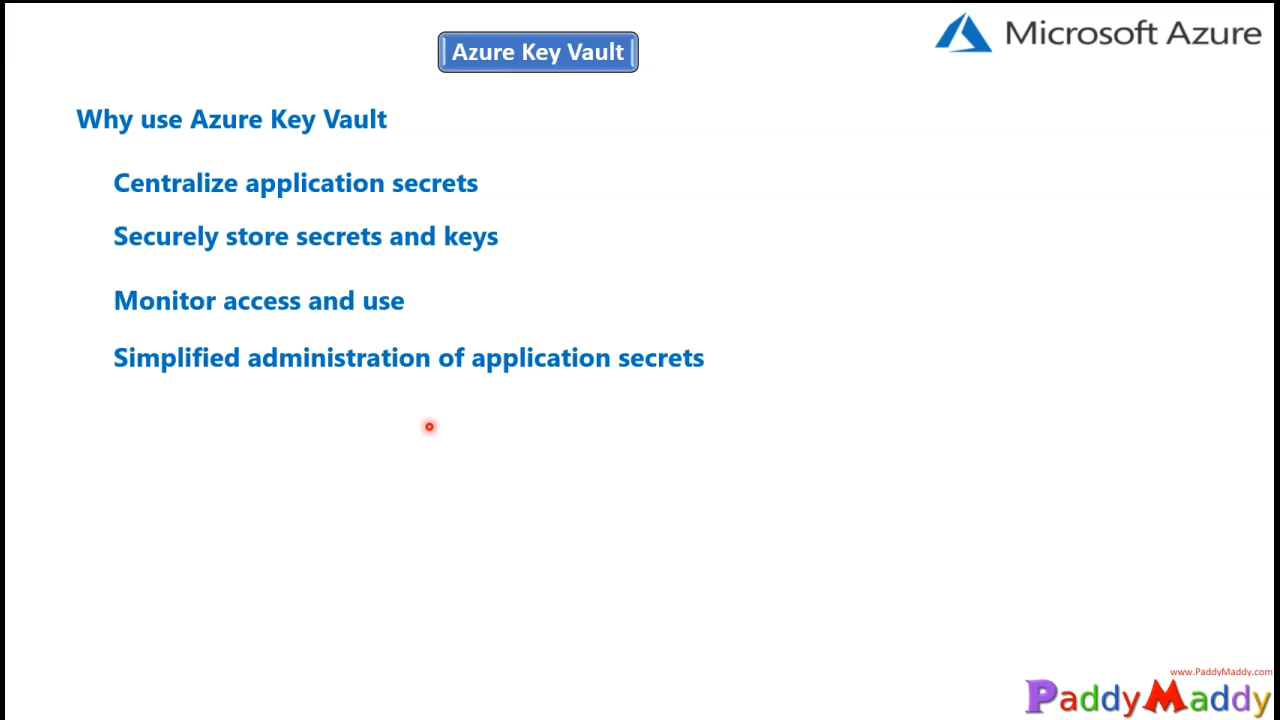 Azure Key Vault
Microsoft Azure
Why use Azure Key Vault
Centralize application secrets
Securely store secrets and keys
Monitor access and use
Simplified administration of application secrets
www.PaddyMaddy.com
PaddyMaddy